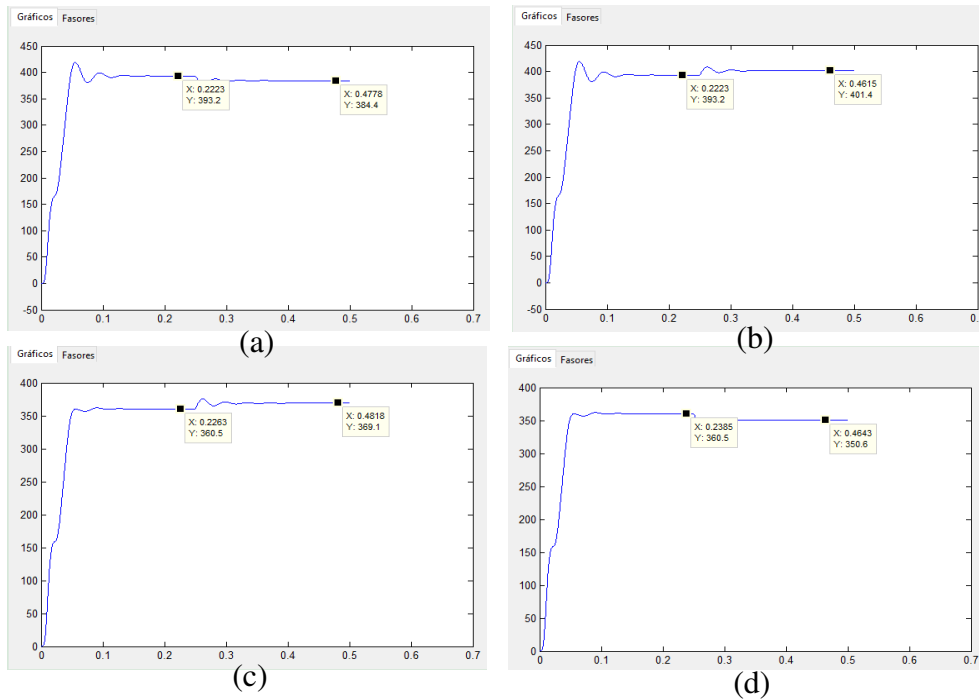 Gráficos Fasores
450
400
350
300
250
200
150
100
50
0
-50
X: 0.2223
Y: 393.2
X: 0.4778
Y: 384.4
0 0.1 0.2 0.3 0.4 0.5 0.6 0.7
(a)
Gráficos Fasores
450
400
350
300
250
200
150
100
50
0
-50
X: 0.2223
Y: 393.2
X: 0.4615
Y: 401.4
0 0.1 0.2 0.3 0.4 0.5 0.6
(b)
Gráficos Fasores
400
350
300
250
200
150
100
50
0
X: 0.2263
Y: 360.5
X: 0.4818
Y: 369.1
0 0.1 0.2 0.3 0.4 0.5 0.6 0.7
(c)
Gráficos Fasores
400
350
300
250
200
150
100
50
0
X: 0.2385
Y: 360.5
X: 0.4643
Y: 350.6
0 0.1 0.2 0.3 0.4 0.5 0.6 0.7
(d)